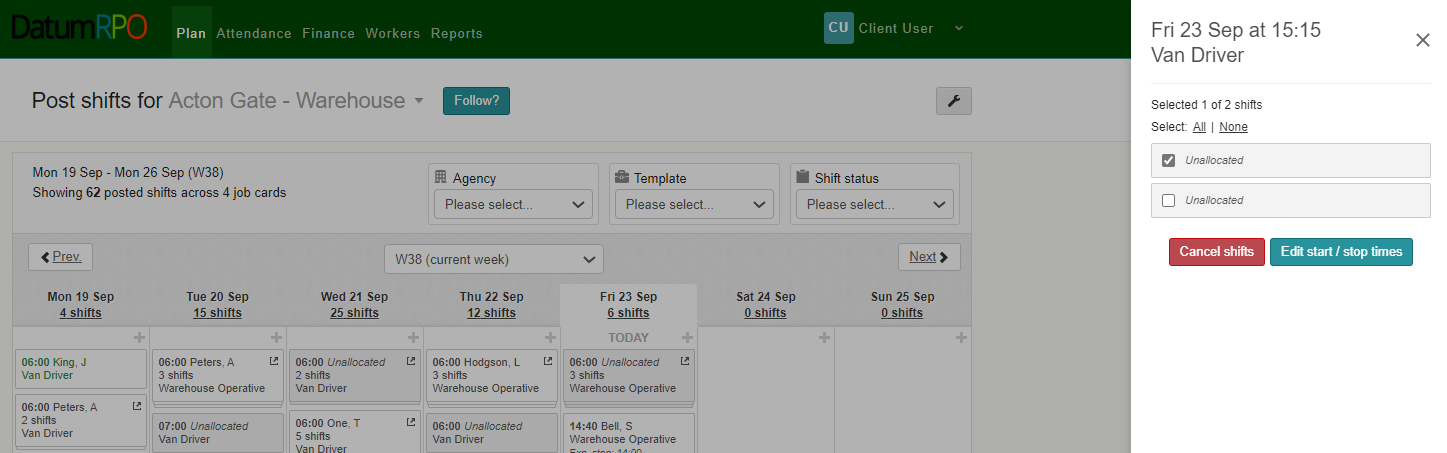 DatumRPO
Plan Attendance Finance Workers Reports
CU Client User
Post shifts for Acton Gate - Warehouse
Follow?
Mon 19 Sep - Mon 26 Sep (W38)
Showing 62 posted shifts across 4 job cards
Agency
Please select...
Template
Please select...
Shift status
Please select...
Prev.
W38 (current week)
Next
Mon 19 Sep
4 shifts
Tue 20 Sep
15 shifts
Wed 21 Sep
25 shifts
Thu 22 Sep
12 shifts
Fri 23 Sep
6 shifts
Sat 24 Sep
0 shifts
Sun 25 Sep
0 shifts
TODAY
06:00 King, J
Van Driver
06:00 Peters, A
2 shifts
Van Driver
06:00 Peters, A
3 shifts
Warehouse Operative
07:00 Unallocated
Van Driver
06:00 Unallocated
2 shifts
Van Driver
06:00 One, T
5 shifts
Van Driver
06:00 Hodgson, L
3 shifts
Warehouse Operative
06:00 Unallocated
Van Driver
06:00 Unallocated
3 shifts
Warehouse Operative
14:40 Bell, S
Warehouse Operative
Exp. stop: 14:00
Fri 23 Sep at 15:15
Van Driver
Selected 1 of 2 shifts
Select: All | None
Unallocated
Unallocated
Cancel shifts
Edit start / stop times